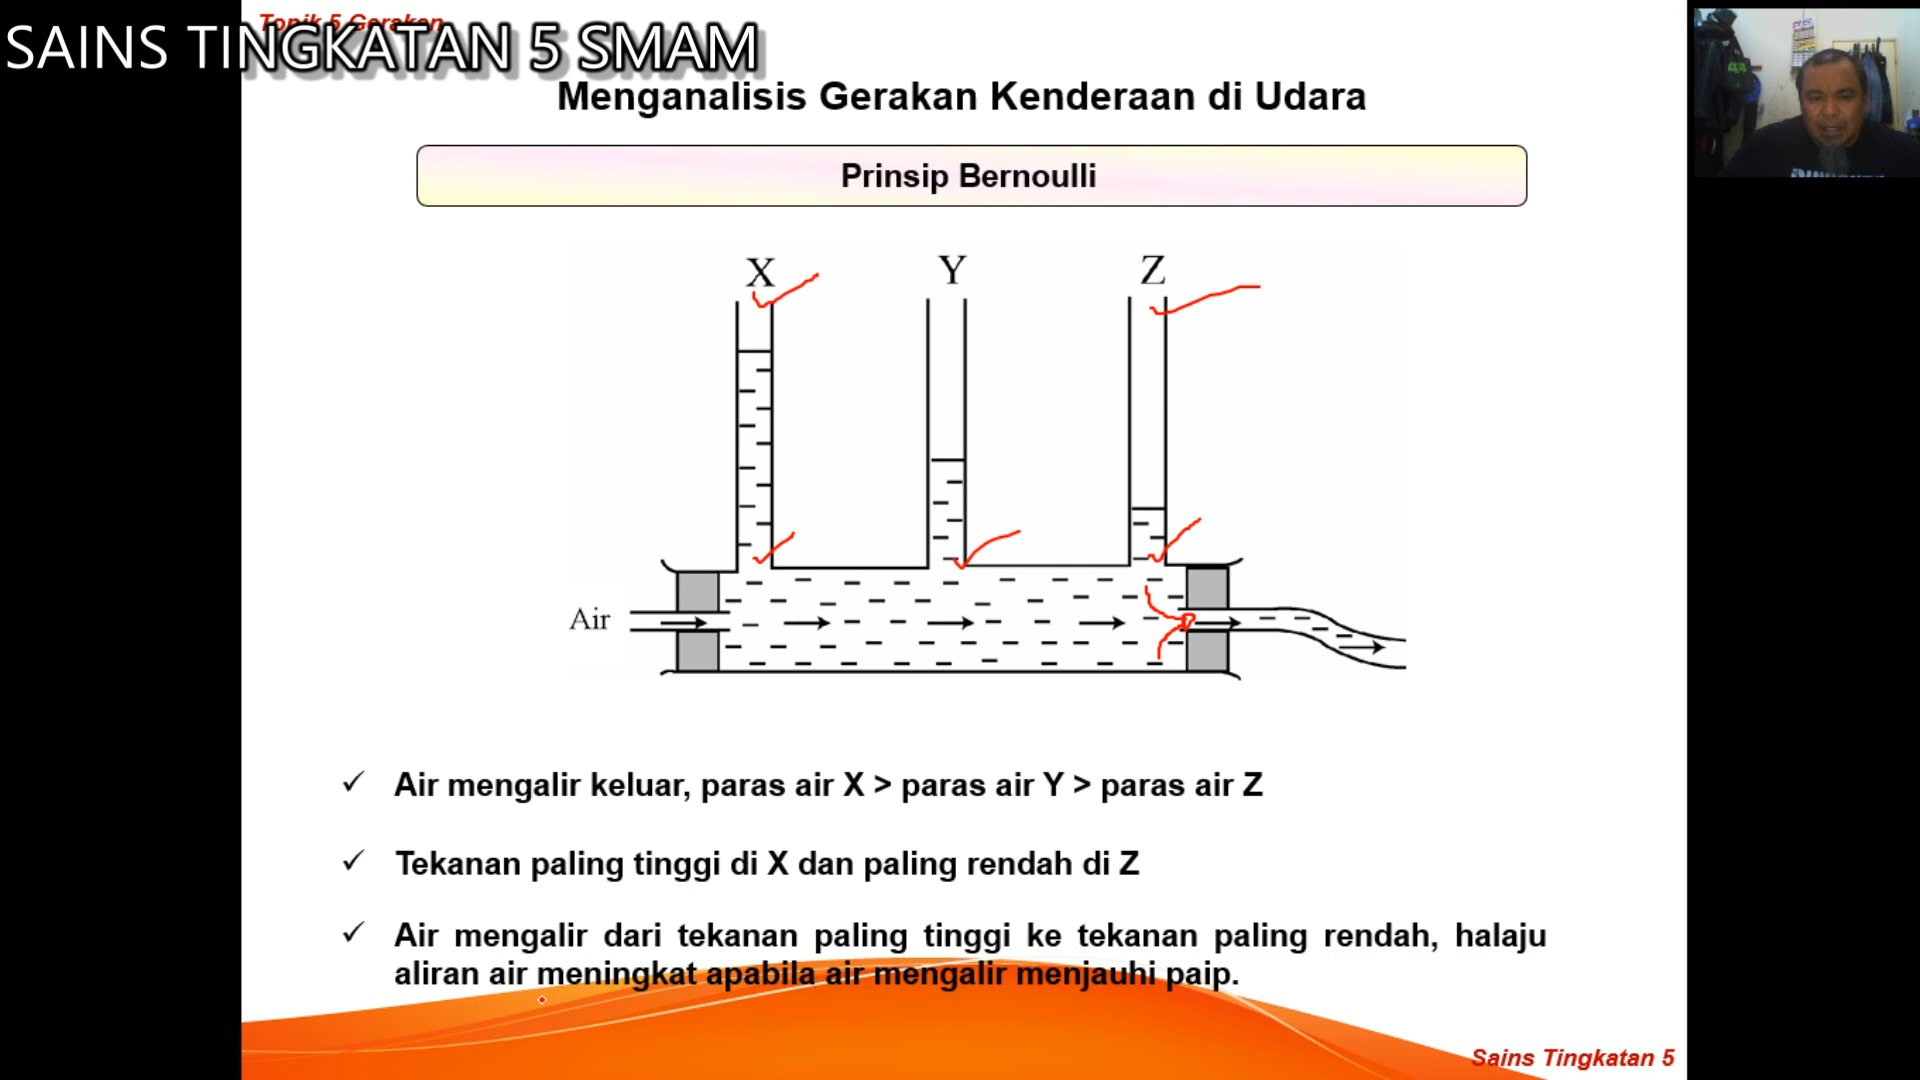 Topik 5 Gerakan
SAINS TINGKATAN 5 SMAM
Menganalisis Gerakan Kenderaan di Udara
Prinsip Bernoulli
X Y Z
Air
✓ Air mengalir keluar, paras air X > paras air Y > paras air Z
✓ Tekanan paling tinggi di X dan paling rendah di Z
✓ Air mengalir dari tekanan paling tinggi ke tekanan paling rendah, halaju
aliran air meningkat apabila air mengalir menjauhi paip.
Sains Tingkatan 5